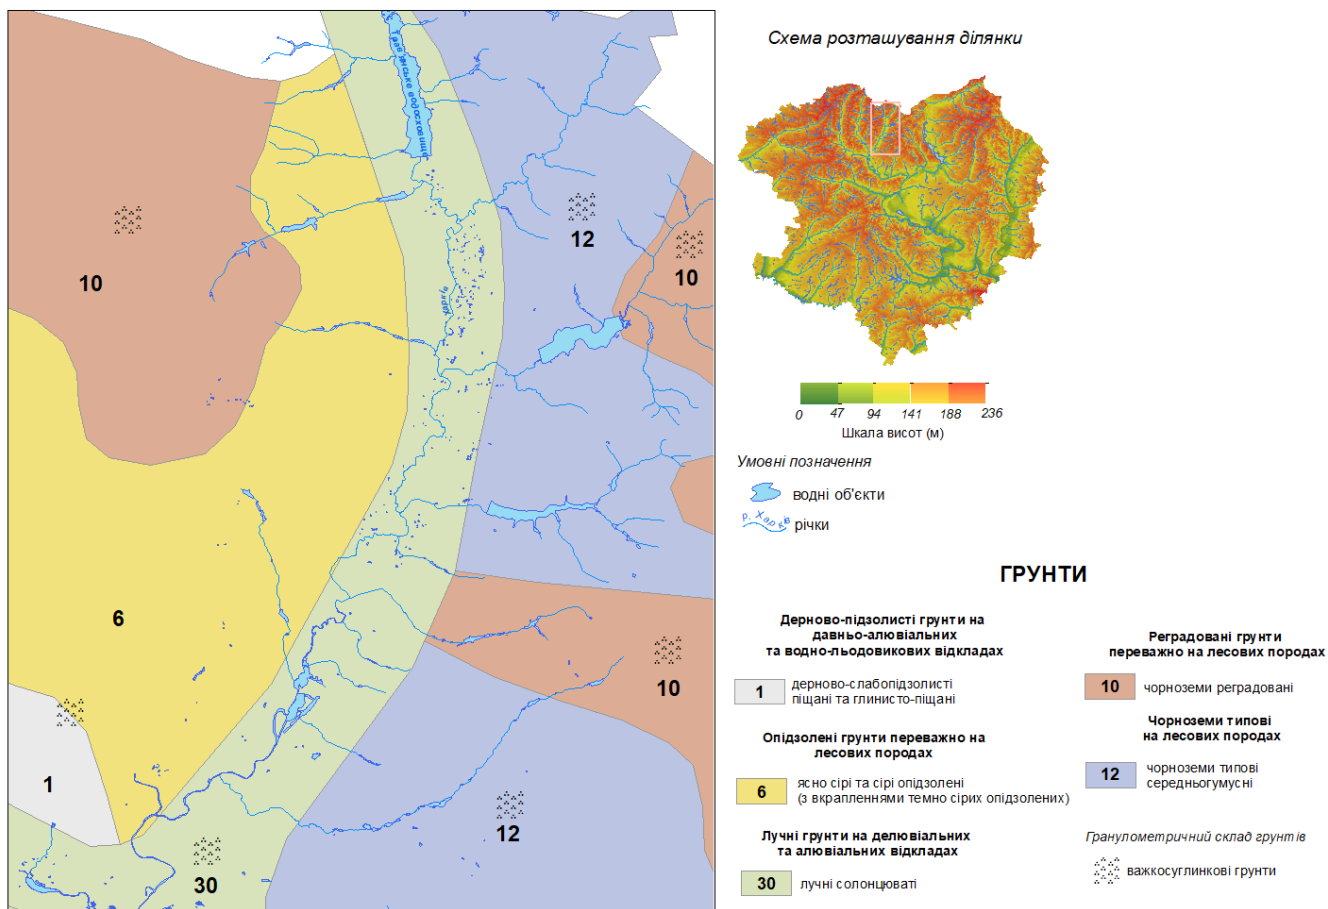 Травянське водосховище
Харків
10
12
10
6
10
1
12
30
Схема розташування ділянки
0 47 94 141 188 236
Шкала висот (м)
Умовні позначення
водні об'єкти
р. Харків
річки
ГРУНТИ
Дерново-підзолисті грунти на
давньо-алювіальних
та водно-льодовикових відкладах
1
дерново-слабопідзолисті
піщані та глинисто-піщані
Опідзолені грунти переважно на
лесових породах
6
ясно сірі та сірі опідзолені
(з вкрапленнями темно сірих опідзолених)
Лучні грунти на делювіальних
та алювіальних відкладах
30
лучні солонцюваті
Реградовані грунти
переважно на лесових породах
10
чорноземи реградовані
Чорноземи типові
на лесових породах
12
чорноземи типові
середньогумусні
Гранулометричний склад грунтів
важкосуглинкові грунти